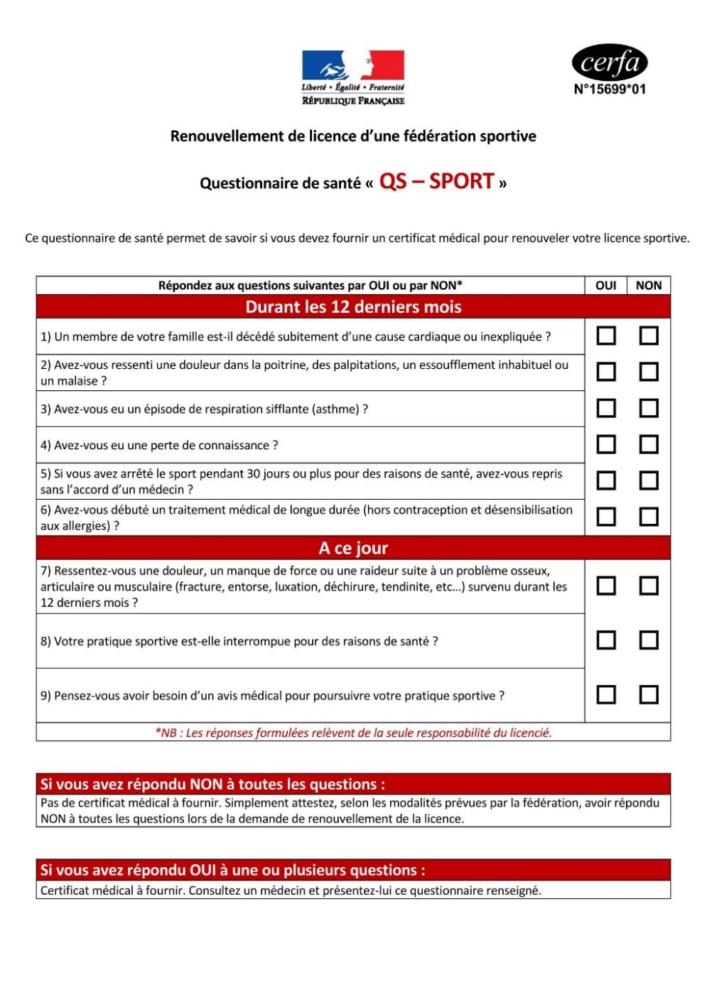 cerfa
N°15699*01
Liberté • Égalité • Fraternité
RÉPUBLIQUE FRANÇAISE
Renouvellement de licence d’une fédération sportive
Questionnaire de santé « QS – SPORT »
Ce questionnaire de santé permet de savoir si vous devez fournir un certificat médical pour renouveler votre licence sportive.
Répondez aux questions suivantes par OUI ou par NON* OUI NON
Durant les 12 derniers mois
1) Un membre de votre famille est-il décédé subitement d’une cause cardiaque ou inexpliquée ?
2) Avez-vous ressenti une douleur dans la poitrine, des palpitations, un essoufflement inhabituel ou
un malaise ?
3) Avez-vous eu un épisode de respiration sifflante (asthme) ?
4) Avez-vous eu une perte de connaissance ?
5) Si vous avez arrêté le sport pendant 30 jours ou plus pour des raisons de santé, avez-vous repris
sans l’accord d’un médecin ?
6) Avez-vous débuté un traitement médical de longue durée (hors contraception et désensibilisation
aux allergies) ?
A ce jour
7) Ressentez-vous une douleur, un manque de force ou une raideur suite à un problème osseux,
articulaire ou musculaire (fracture, entorse, luxation, déchirure, tendinite, etc...) survenu durant les
12 derniers mois ?
8) Votre pratique sportive est-elle interrompue pour des raisons de santé ?
9) Pensez-vous avoir besoin d’un avis médical pour poursuivre votre pratique sportive ?
*NB : Les réponses formulées relèvent de la seule responsabilité du licencié.
Si vous avez répondu NON à toutes les questions :
Pas de certificat médical à fournir. Simplement attestez, selon les modalités prévues par la fédération, avoir répondu
NON à toutes les questions lors de la demande de renouvellement de la licence.
Si vous avez répondu OUI à une ou plusieurs questions :
Certificat médical à fournir. Consultez un médecin et présentez-lui ce questionnaire renseigné.